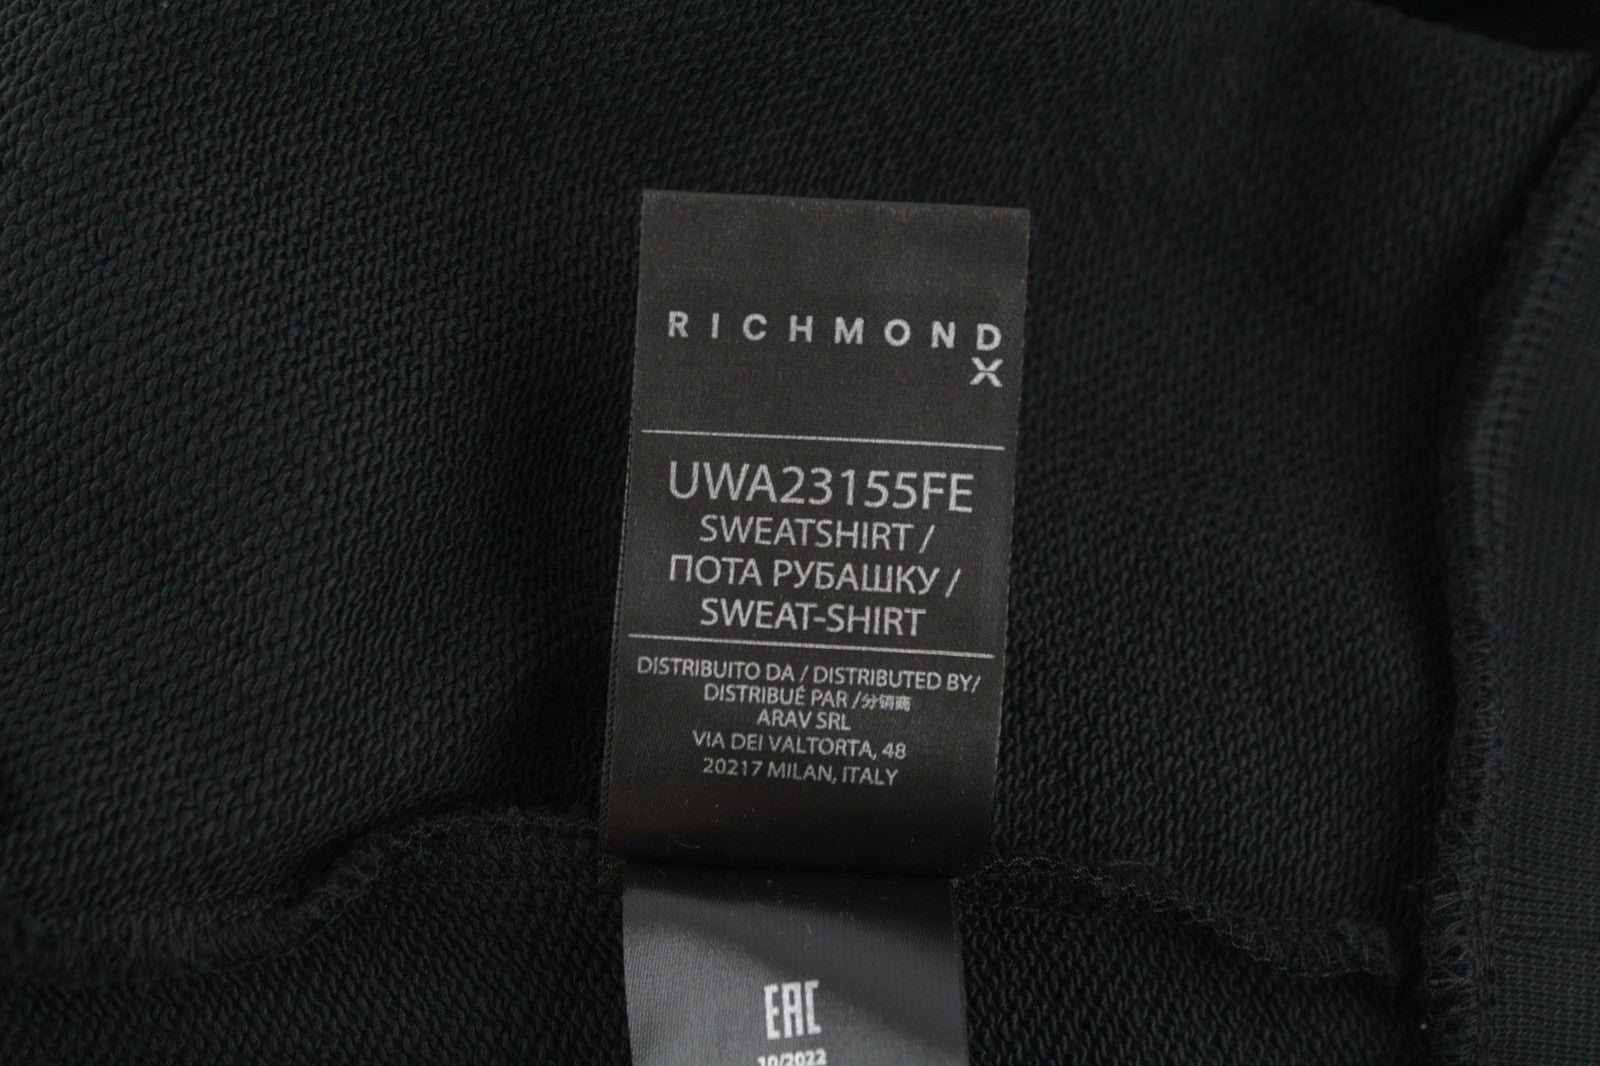 RICHMOND
X
UWA23155FE
SWEATSHIRT /
ПОТА РУБАШКУ /
SWEAT-SHIRT
DISTRIBUITO DA / DISTRIBUTED BY/
DISTRIBUÉ PAR /分销商
ARAV SRL
VIA DEI VALTORTA, 48
20217 MILAN, ITALY
EAC
10/2022